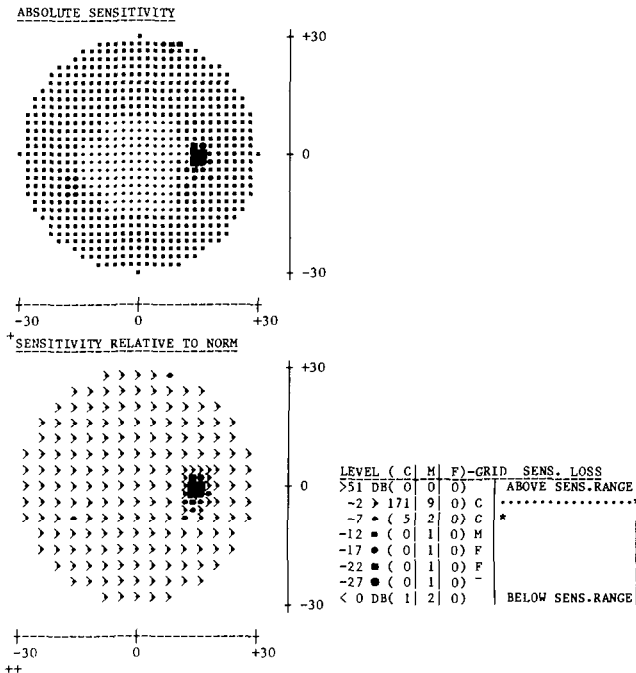 ABSOLUTE SENSITIVITY
+30
0
-30
-30 0 +30
+
SENSITIVITY RELATIVE TO NORM
+30
0
-30
-30 0 +30
++
LEVEL ( C| M| F)-GRID SENS. LOSS
>51 DB( 0| 0| 0) ABOVE SENS.RANGE
-2 171| 9| 0) C
-7 ( 5| 2| 0) C *
-12 ( 0| 1| 0) M
-17 ( 0| 1| 0) F
-22 ( 0| 1| 0) F
-27 ( 0| 1| 0) -
< 0 DB( 1| 2| 0) BELOW SENS.RANGE